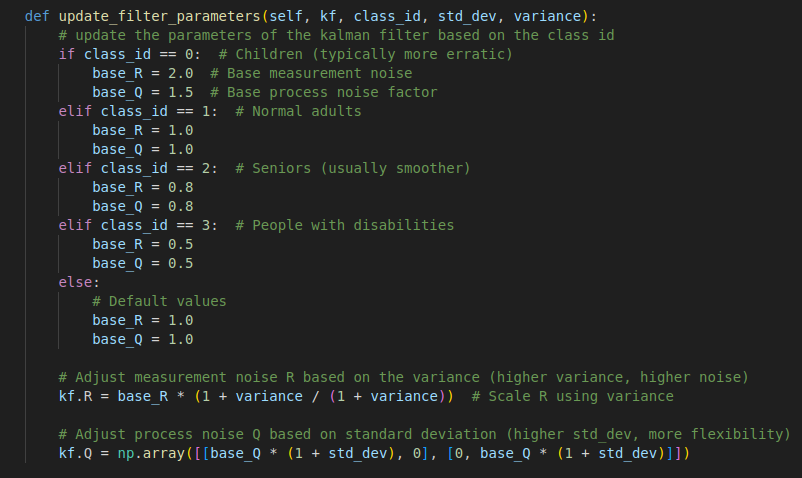 def update_filter_parameters(self, kf, class_id, std_dev, variance):
    # update the parameters of the kalman filter based on the class id
    if class_id == 0:  # Children (typically more erratic)
        base_R = 2.0  # Base measurement noise
        base_Q = 1.5  # Base process noise factor
    elif class_id == 1:  # Normal adults
        base_R = 1.0
        base_Q = 1.0
    elif class_id == 2:  # Seniors (usually smoother)
        base_R = 0.8
        base_Q = 0.8
    elif class_id == 3:  # People with disabilities
        base_R = 0.5
        base_Q = 0.5
    else:
        # Default values
        base_R = 1.0
        base_Q = 1.0

    # Adjust measurement noise R based on the variance (higher variance, higher noise)
    kf.R = base_R * (1 + variance / (1 + variance))  # Scale R using variance

    # Adjust process noise Q based on standard deviation (higher std_dev, more flexibility)
    kf.Q = np.array([[base_Q * (1 + std_dev), 0], [0, base_Q * (1 + std_dev)]])